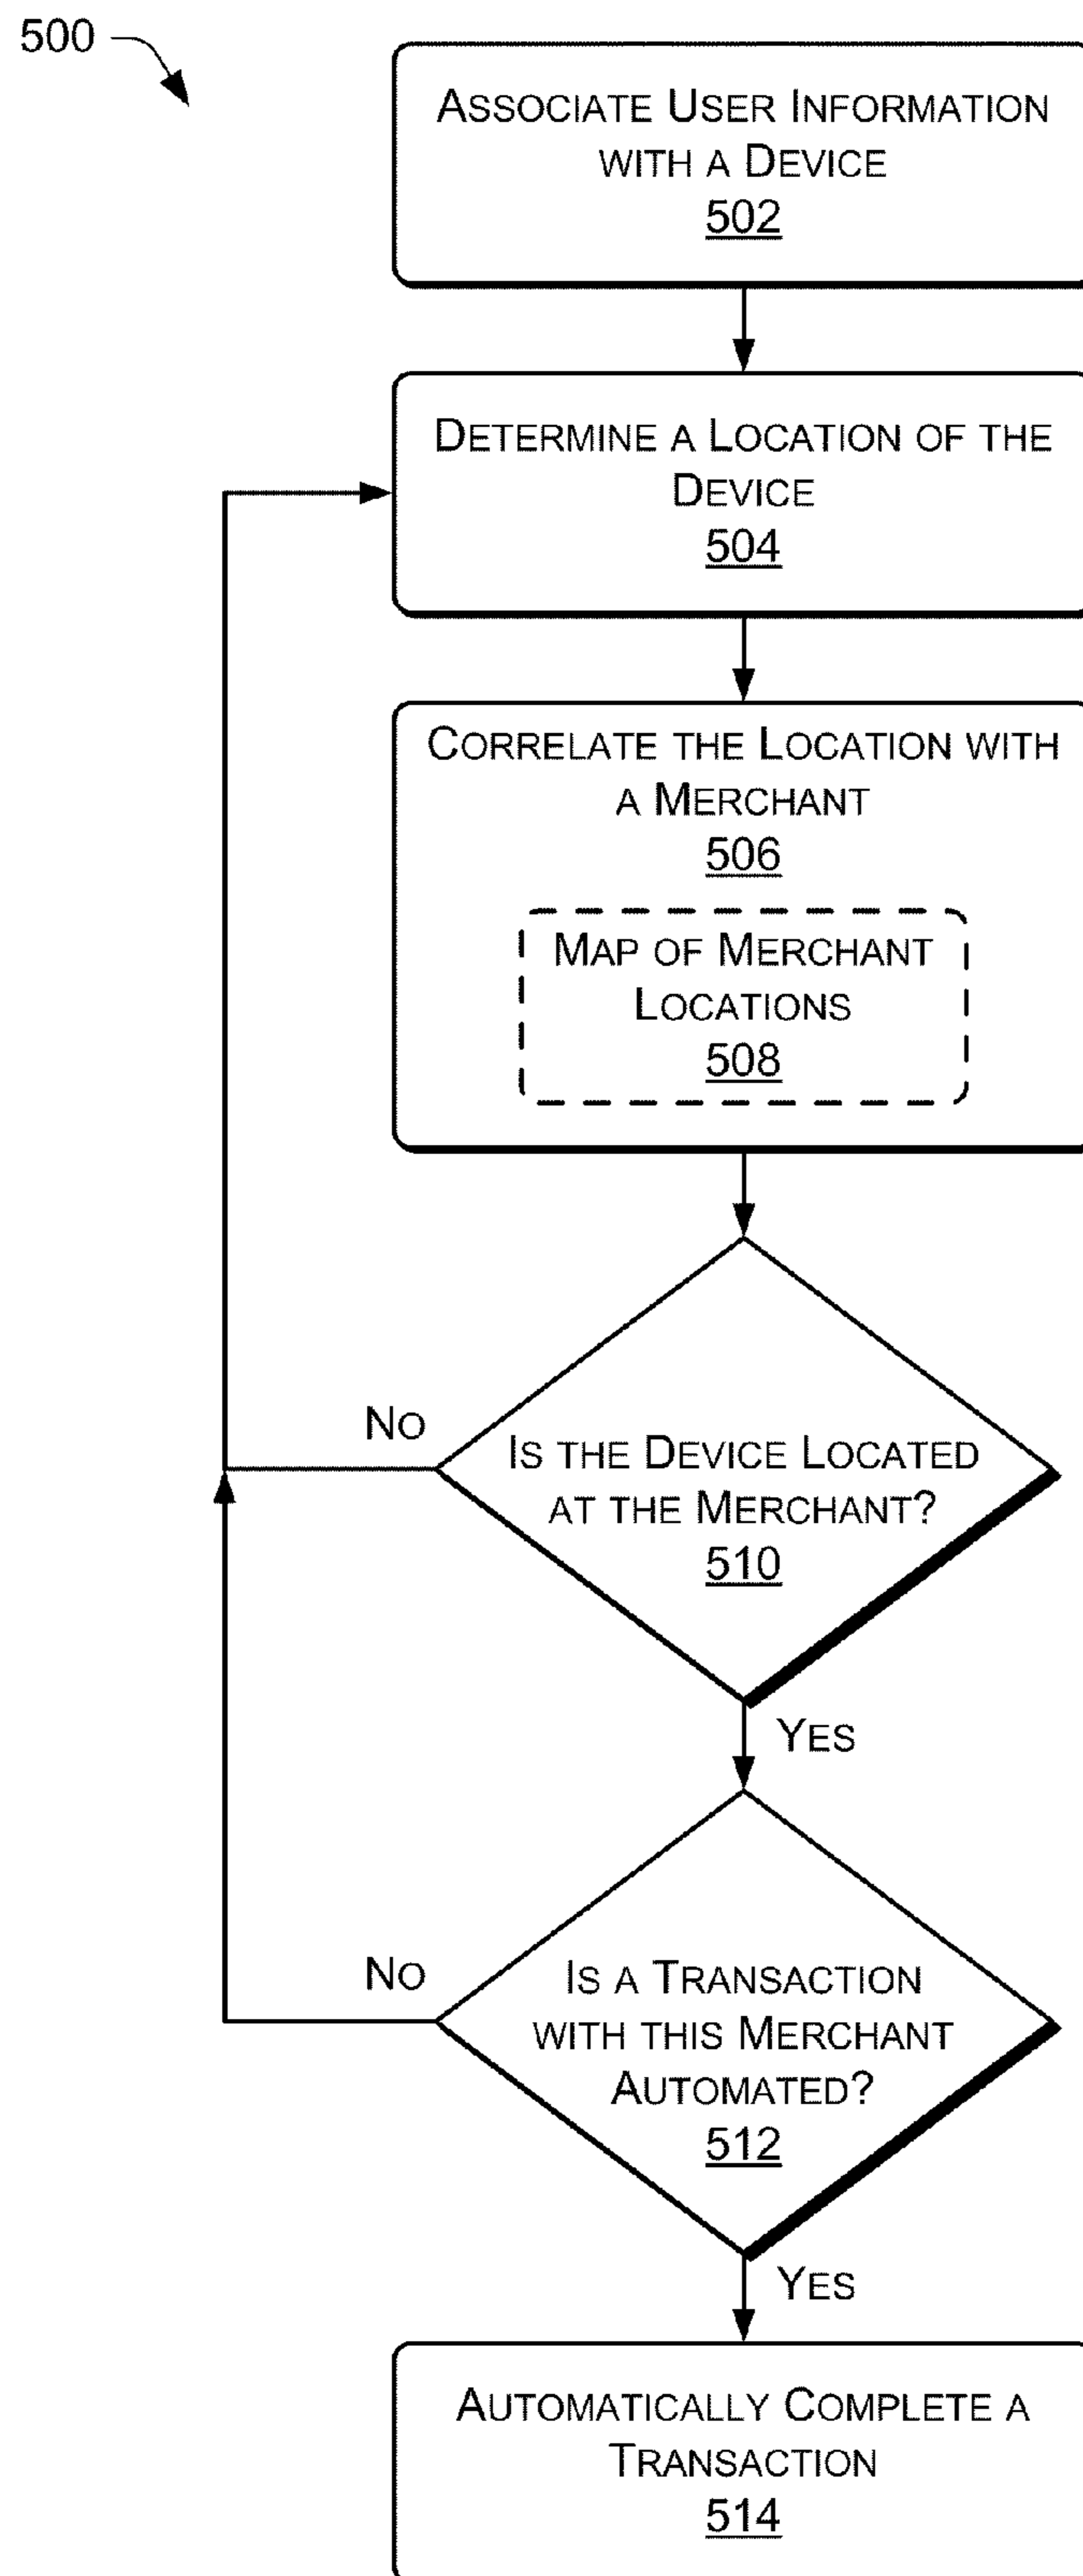 500
ASSOCIATE USER INFORMATION
WITH A DEVICE
502
DETERMINE A LOCATION OF THE
DEVICE
504
CORRELATE THE LOCATION WITH
A MERCHANT
506
MAP OF MERCHANT
LOCATIONS
508
NO
IS THE DEVICE LOCATED
AT THE MERCHANT?
510
YES
NO
IS A TRANSACTION
WITH THIS MERCHANT
AUTOMATED?
512
YES
AUTOMATICALLY COMPLETE A
TRANSACTION
514